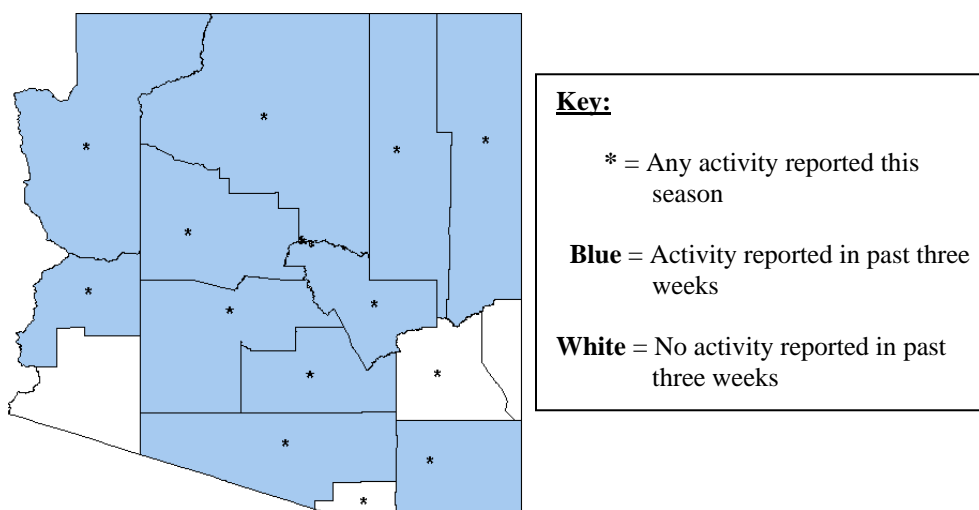 Key:
* = Any activity reported this
season
Blue = Activity reported in past three
weeks
White = No activity reported in past
three weeks